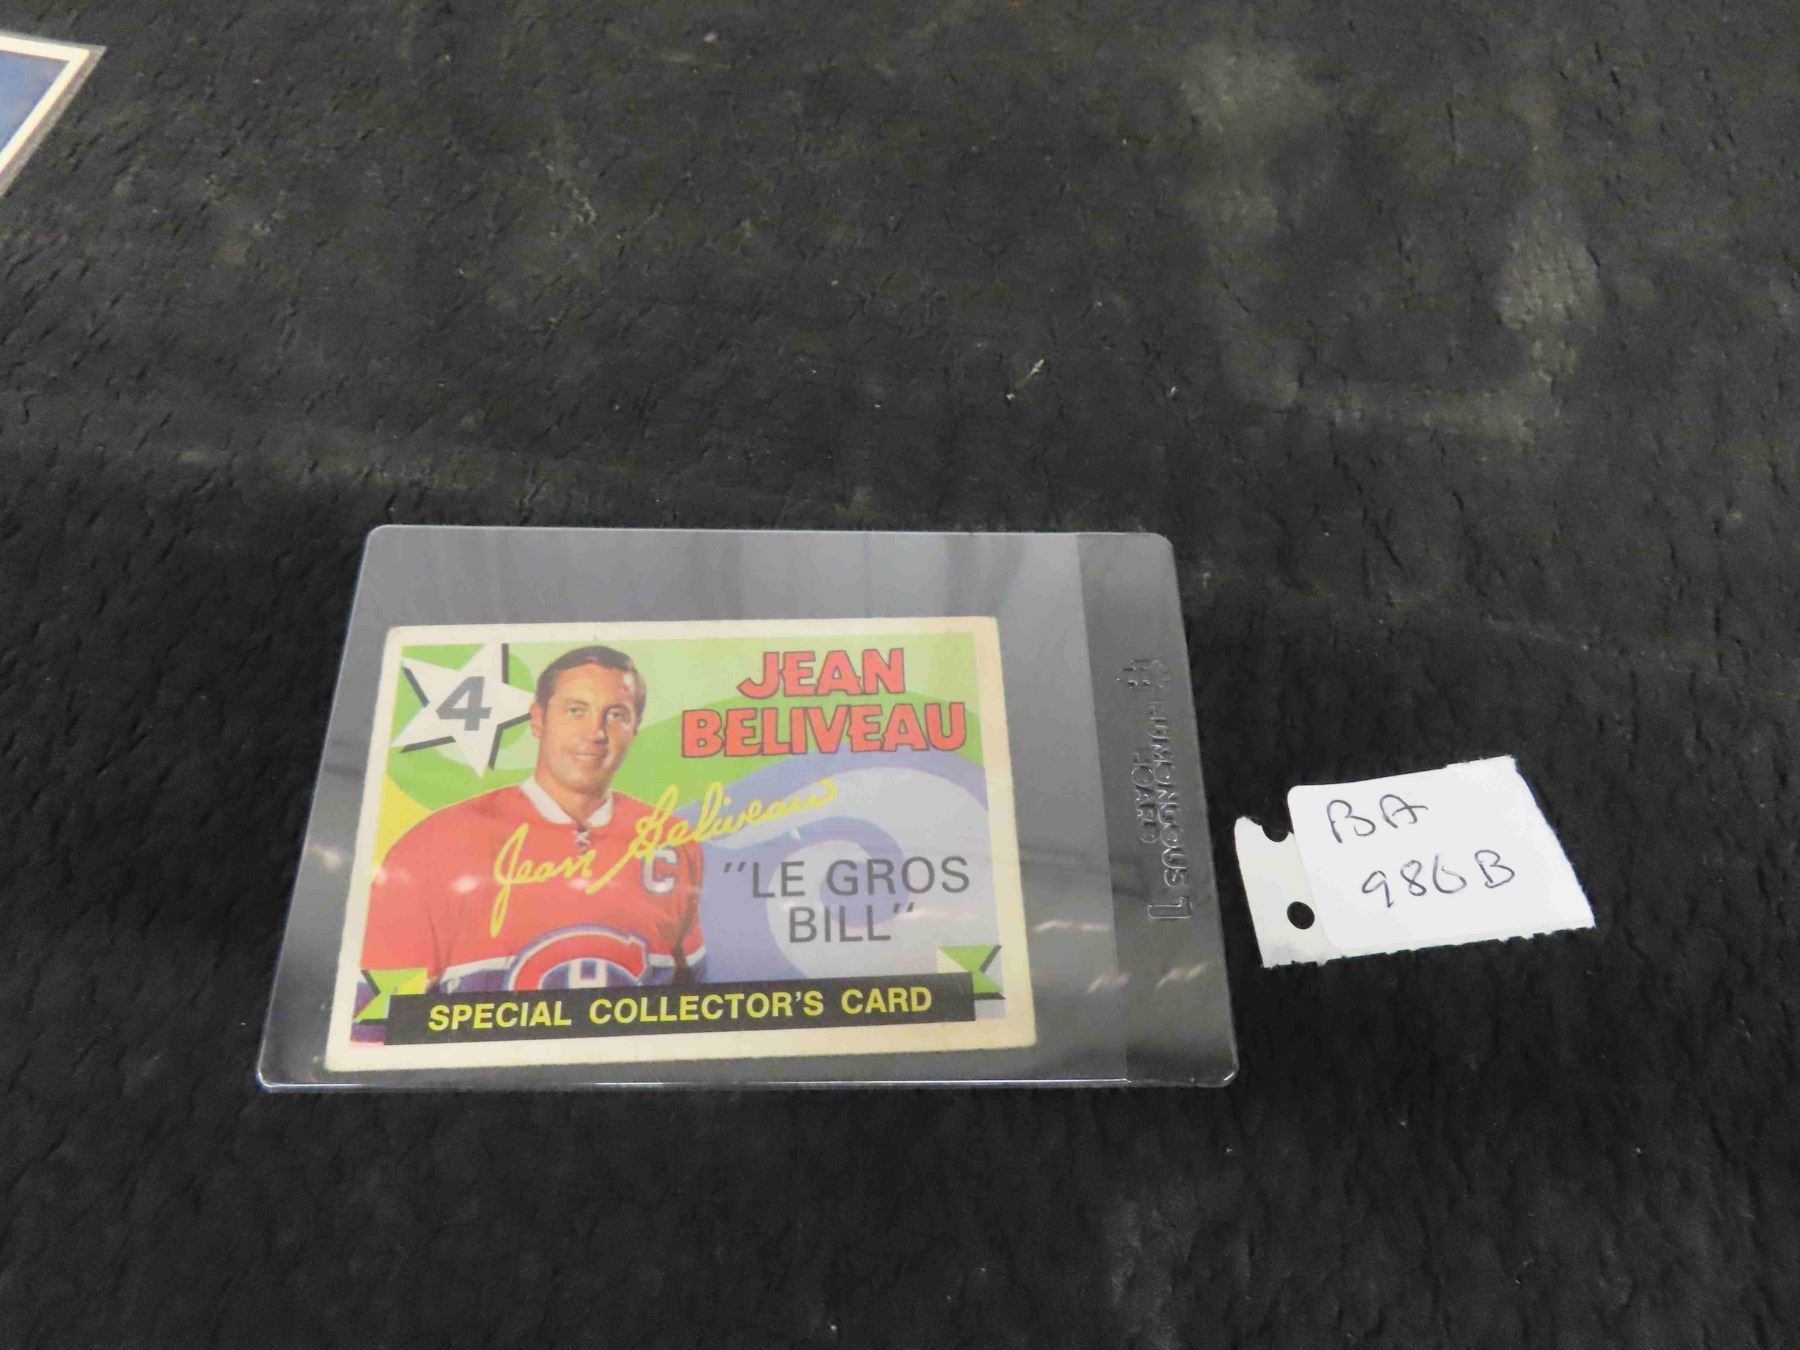 4
JEAN
BELIVEAU
Jean Beliveau
C
"LE GROS
BILL"
SPECIAL COLLECTOR'S CARD
BA
986B